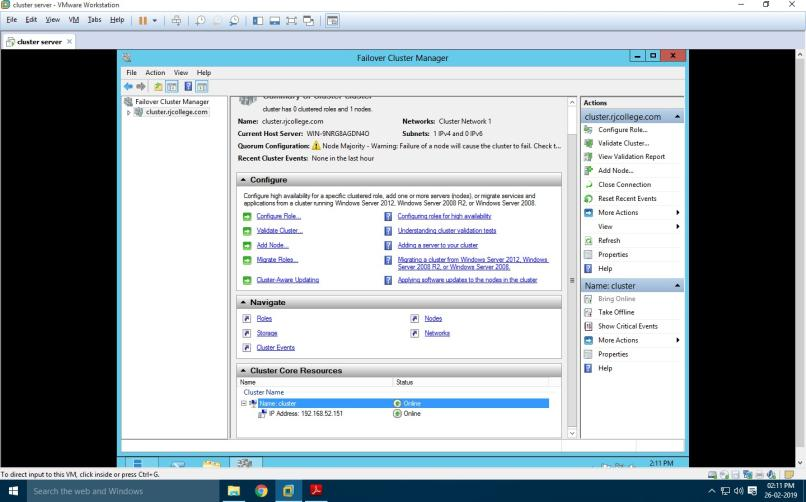 cluster server - VMware Workstation
File Edit View VM Tabs Help
cluster server
Failover Cluster Manager
File Action View Help
Failover Cluster Manager
cluster.rjcollege.com
Summary of Cluster Cluster
cluster has 0 clustered roles and 1 nodes.
Name: cluster.rjcollege.com Networks: Cluster Network 1
Current Host Server: WIN-9NRG8AGDN4O Subnets: 1 IPv4 and 0 IPv6
Quorum Configuration: Node Majority - Warning: Failure of a node will cause the cluster to fail. Check t...
Recent Cluster Events: None in the last hour
Configure
Configure high availability for a specific clustered role, add one or more servers (nodes), or migrate services and
applications from a cluster running Windows Server 2012, Windows Server 2008 R2, or Windows Server 2008.
Configure Role... Configuring roles for high availability
Validate Cluster... Understanding cluster validation tests
Add Node... Adding a server to your cluster
Migrate Roles... Migrating a cluster from Windows Server 2012, Windows
Server 2008 R2, or Windows Server 2008.
Cluster-Aware Updating Applying software updates to the nodes in the cluster
Navigate
Roles Nodes
Storage Networks
Cluster Events
Cluster Core Resources
Name Status
Cluster Name
Name: cluster Online
IP Address: 192.168.52.151 Online
Actions
cluster.rjcollege.com
Configure Role...
Validate Cluster...
View Validation Report
Add Node...
Close Connection
Reset Recent Events
More Actions
View
Refresh
Properties
Help
Name: cluster
Bring Online
Take Offline
Show Critical Events
More Actions
Properties
Help
2:11 PM
To direct input to this VM, click inside or press Ctrl+G.
Search the web and Windows
02:11 PM
26-02-2019